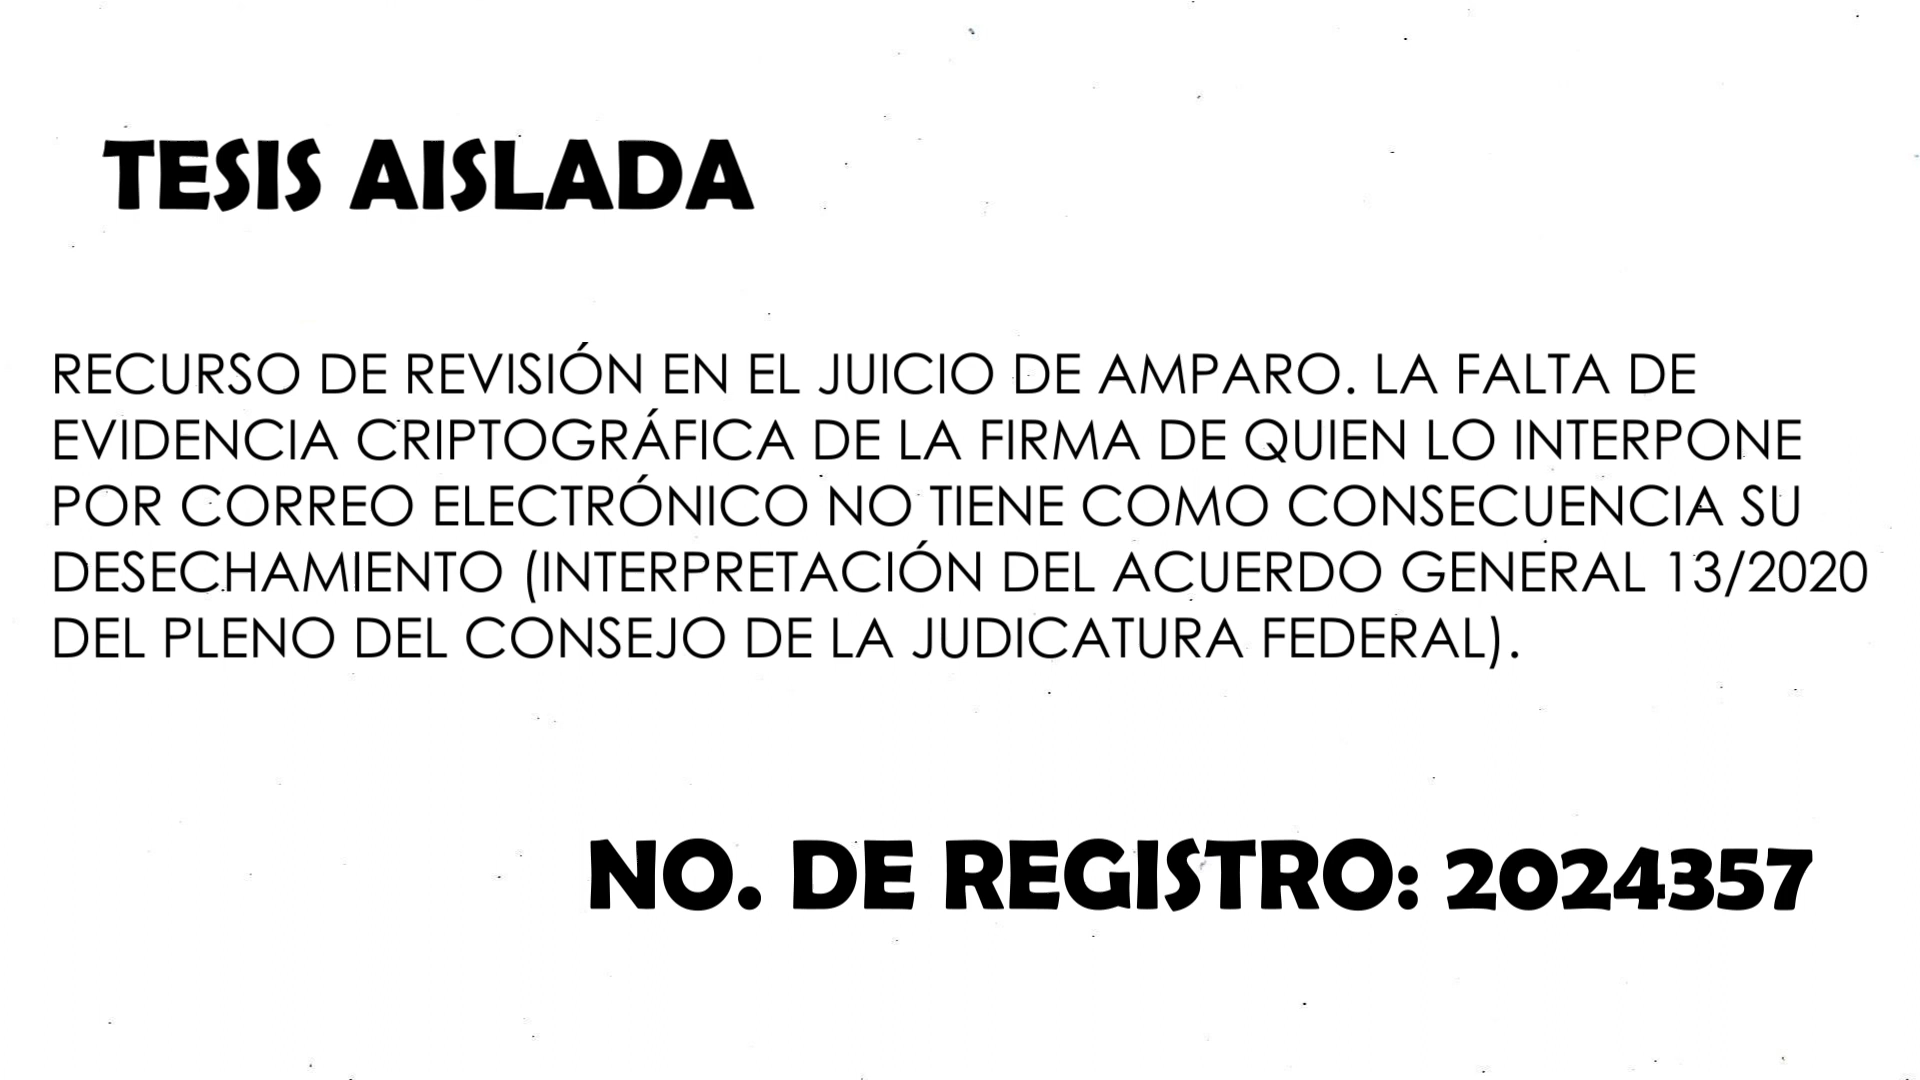 TESIS AISLADA
RECURSO DE REVISIÓN EN EL JUICIO DE AMPARO. LA FALTA DE
EVIDENCIA CRIPTOGRÁFICA DE LA FIRMA DE QUIEN LO INTERPONE
POR CORREO ELECTRÓNICO NO TIENE COMO CONSECUENCIA SU
DESECHAMIENTO (INTERPRETACIÓN DEL ACUERDO GENERAL 13/2020
DEL PLENO DEL CONSEJO DE LA JUDICATURA FEDERAL).
NO. DE REGISTRO: 2024357